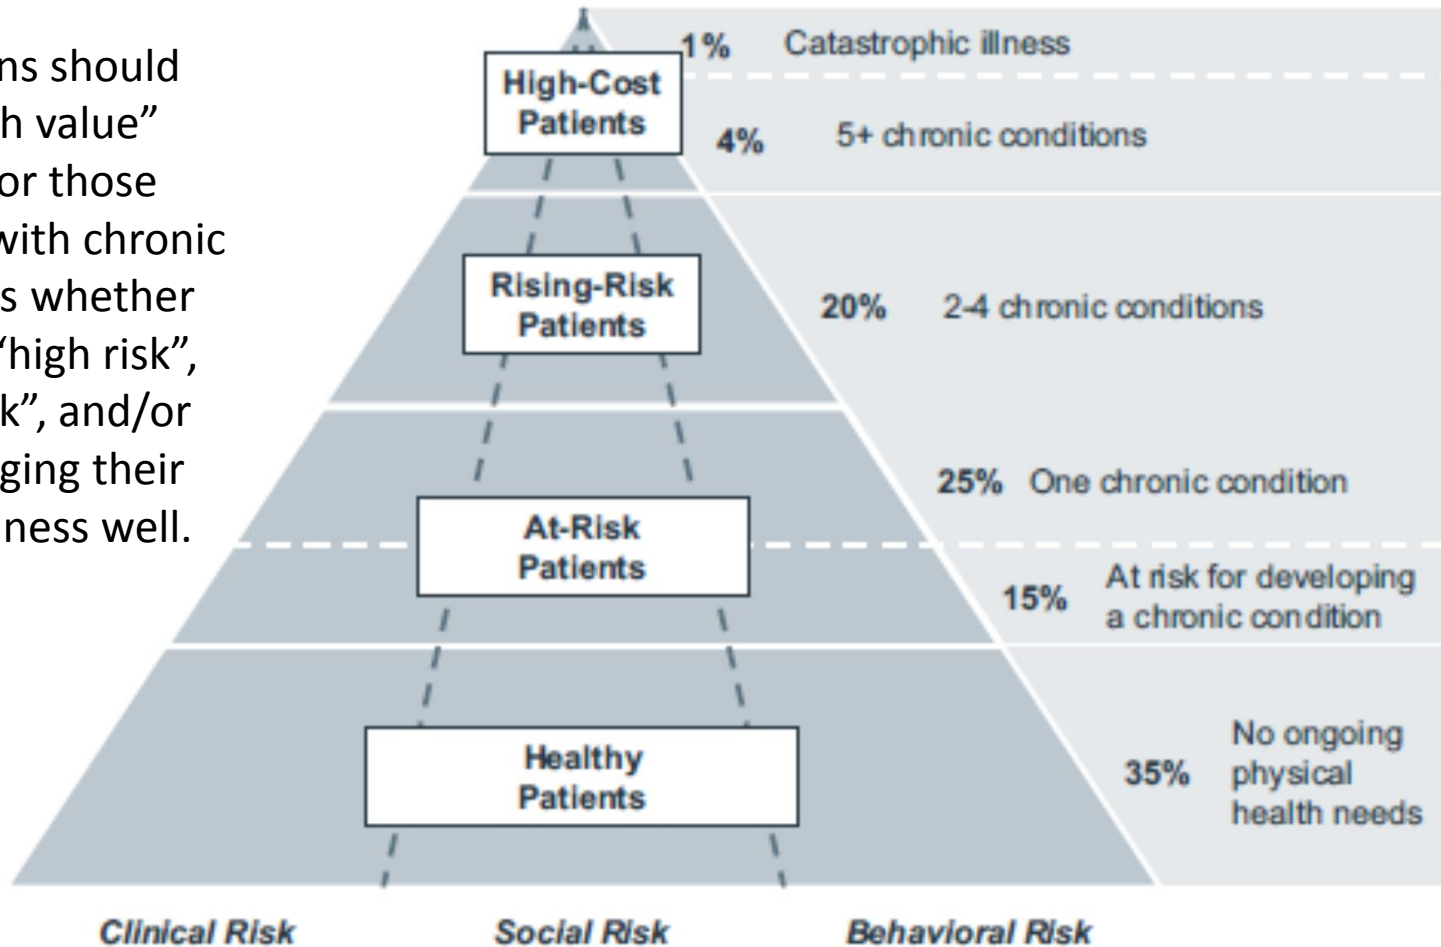 ns should
h value”
or those
with chronic
s whether
“high risk”,
k”, and/or
ging their
ness well.
1% Catastrophic illness
High-Cost
Patients
4% 5+ chronic conditions
Rising-Risk
Patients
20% 2-4 chronic conditions
25% One chronic condition
At-Risk
Patients
15% At risk for developing
a chronic condition
Healthy
Patients
35% No ongoing
physical
health needs
Clinical Risk Social Risk Behavioral Risk